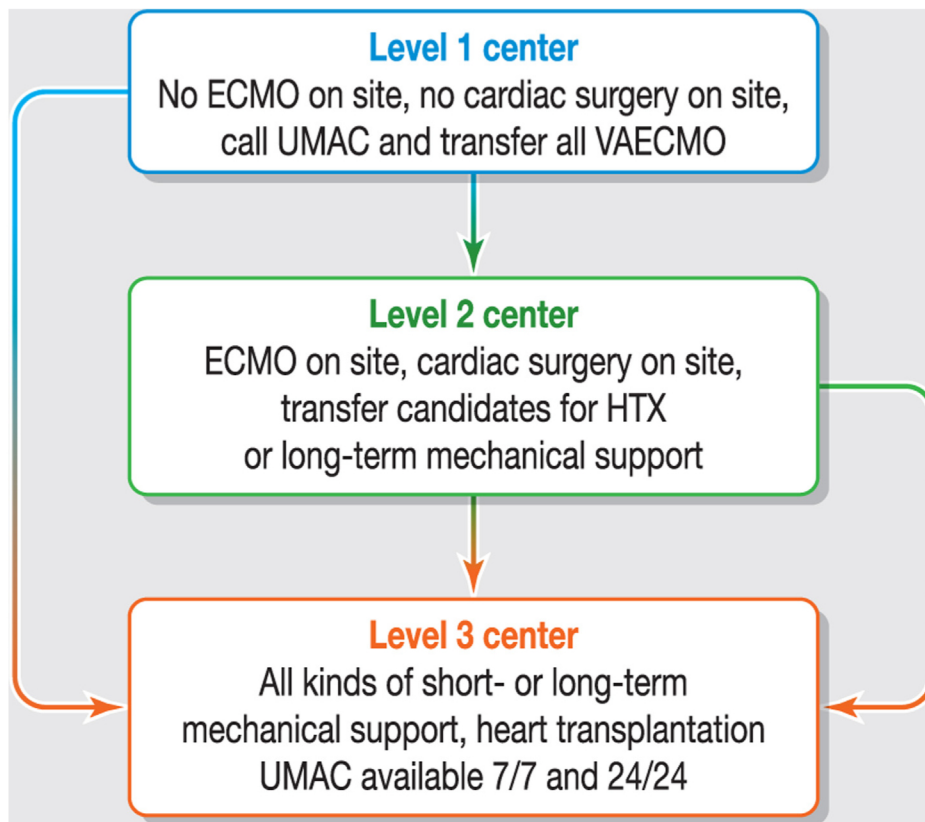 Level 1 center
No ECMO on site, no cardiac surgery on site,
call UMAC and transfer all VAECMO
Level 2 center
ECMO on site, cardiac surgery on site,
transfer candidates for HTX
or long-term mechanical support
Level 3 center
All kinds of short- or long-term
mechanical support, heart transplantation
UMAC available 7/7 and 24/24